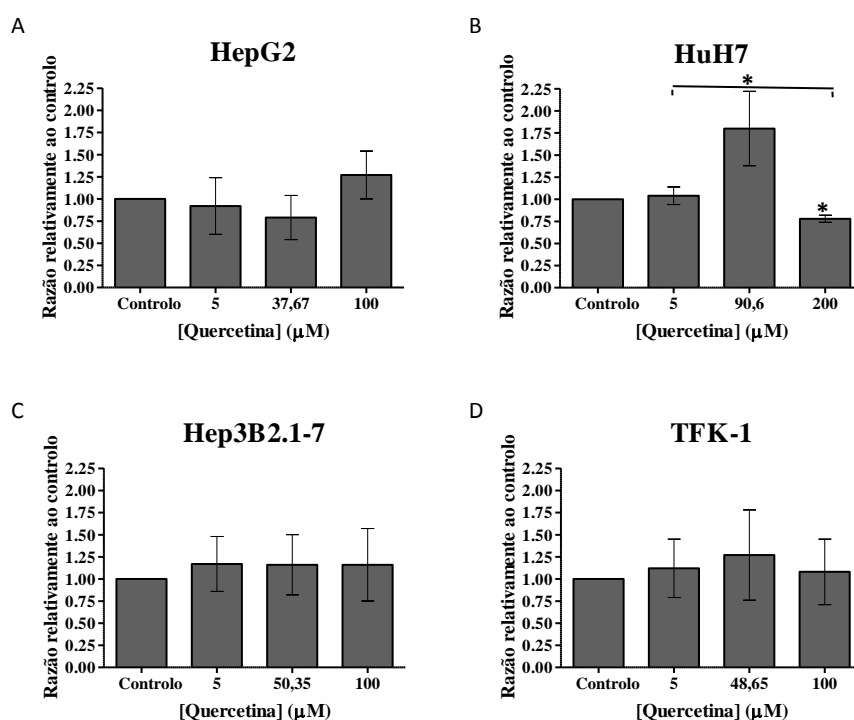 A
HepG2
Razão relativamente ao controlo
2.25
2.00
1.75
1.50
1.25
1.00
0.75
0.50
0.25
0.00
Controlo 5 37,67 100
[Quercetina] (µM)
B
HuH7
Razão relativamente ao controlo
2.25
2.00
1.75
1.50
1.25
1.00
0.75
0.50
0.25
0.00
*
*
Controlo 5 90,6 200
[Quercetina] (µM)
C
Hep3B2.1-7
Razão relativamente ao controlo
2.25
2.00
1.75
1.50
1.25
1.00
0.75
0.50
0.25
0.00
Controlo 5 50,35 100
[Quercetina] (µM)
D
TFK-1
Razão relativamente ao controlo
2.25
2.00
1.75
1.50
1.25
1.00
0.75
0.50
0.25
0.00
Controlo 5 48,65 100
[Quercetina] (µM)